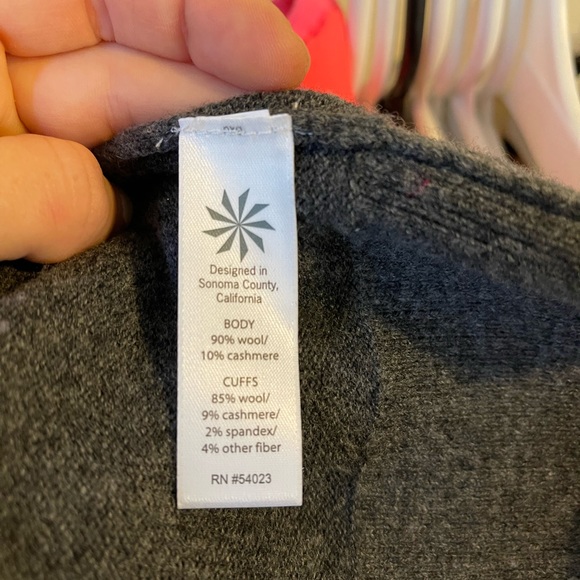 Designed in
Sonoma County,
California
BODY
90% wool/
10% cashmere
CUFFS
85% wool/
9% cashmere/
2% spandex/
4% other fiber
RN #54023